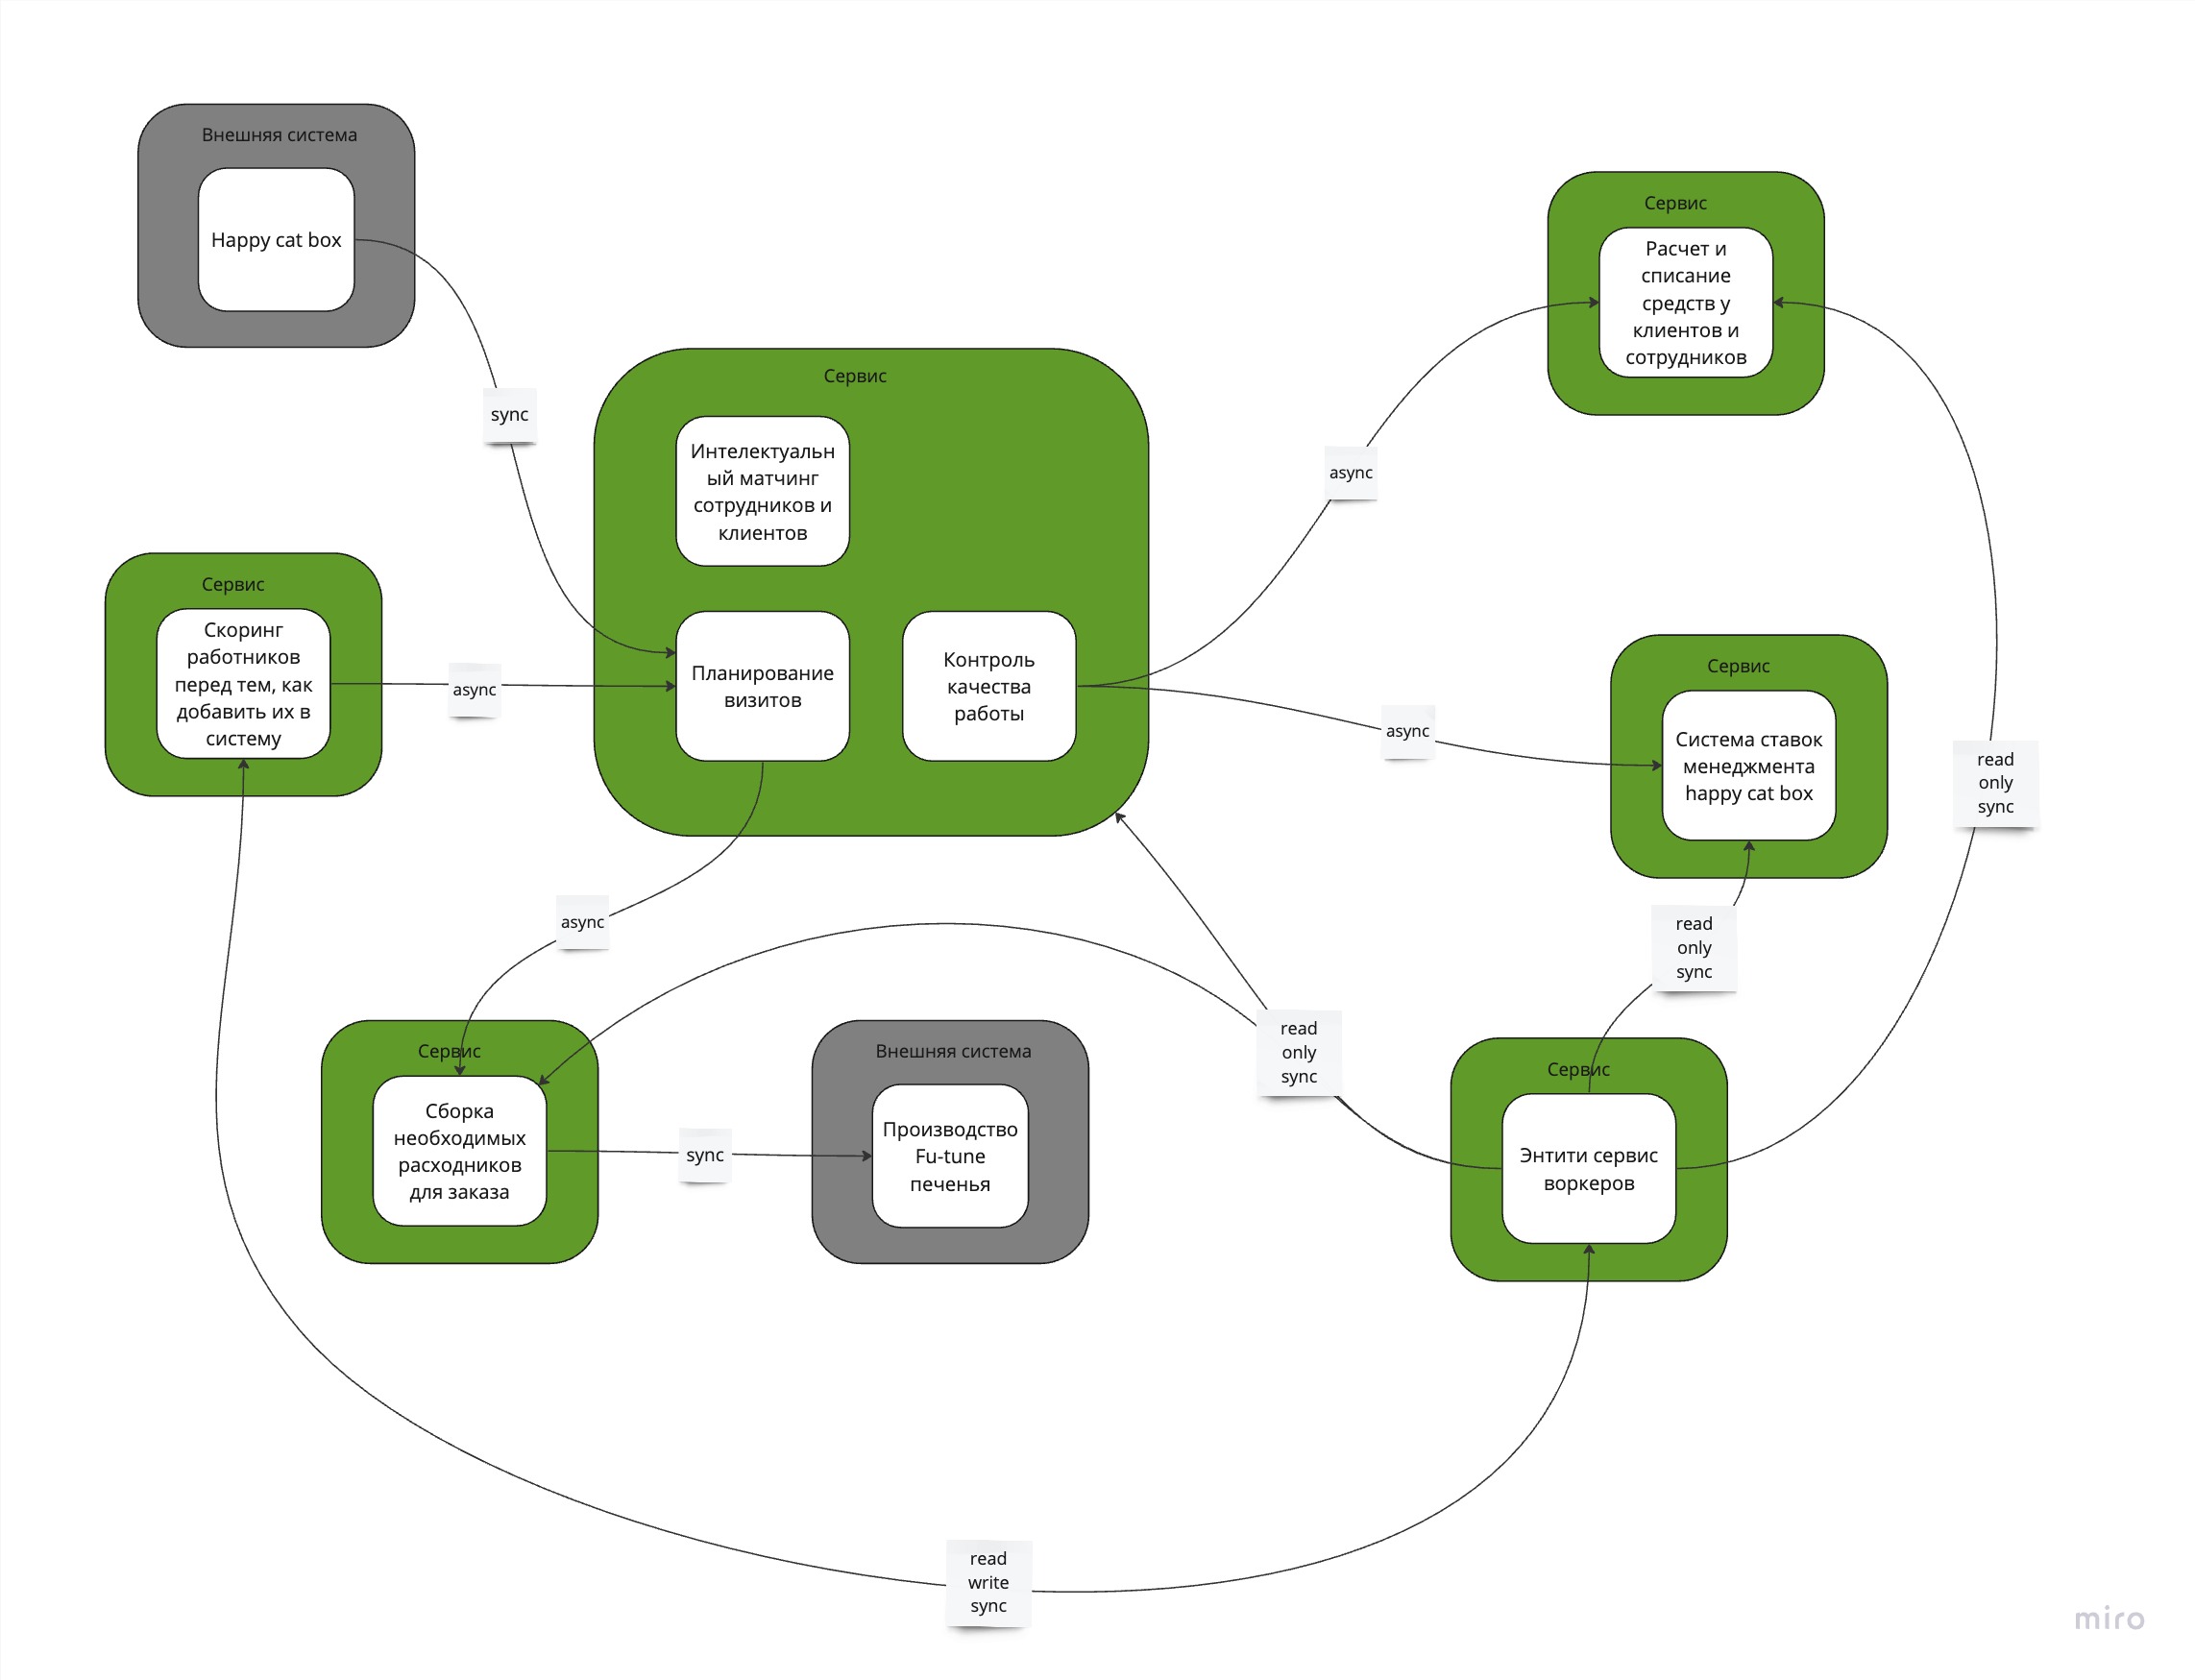 Внешняя система
Happy cat box
sync
Сервис
Интелектуальн
ый матчинг
сотрудников и
клиентов
Планирование
визитов
Контроль
качества
работы
Сервис
Расчет и
списание
средств у
клиентов и
сотрудников
async
Сервис
Скоринг
работников
перед тем, как
добавить их в
систему
async
async
Сервис
Система ставок
менеджмента
happy cat box
read
only
sync
read
only
sync
async
Сервис
Сборка
необходимых
расходников
для заказа
sync
Внешняя система
Производство
Fu-tune
печенья
read
only
sync
Сервис
Энтити сервис
воркеров
read
write
sync
miro